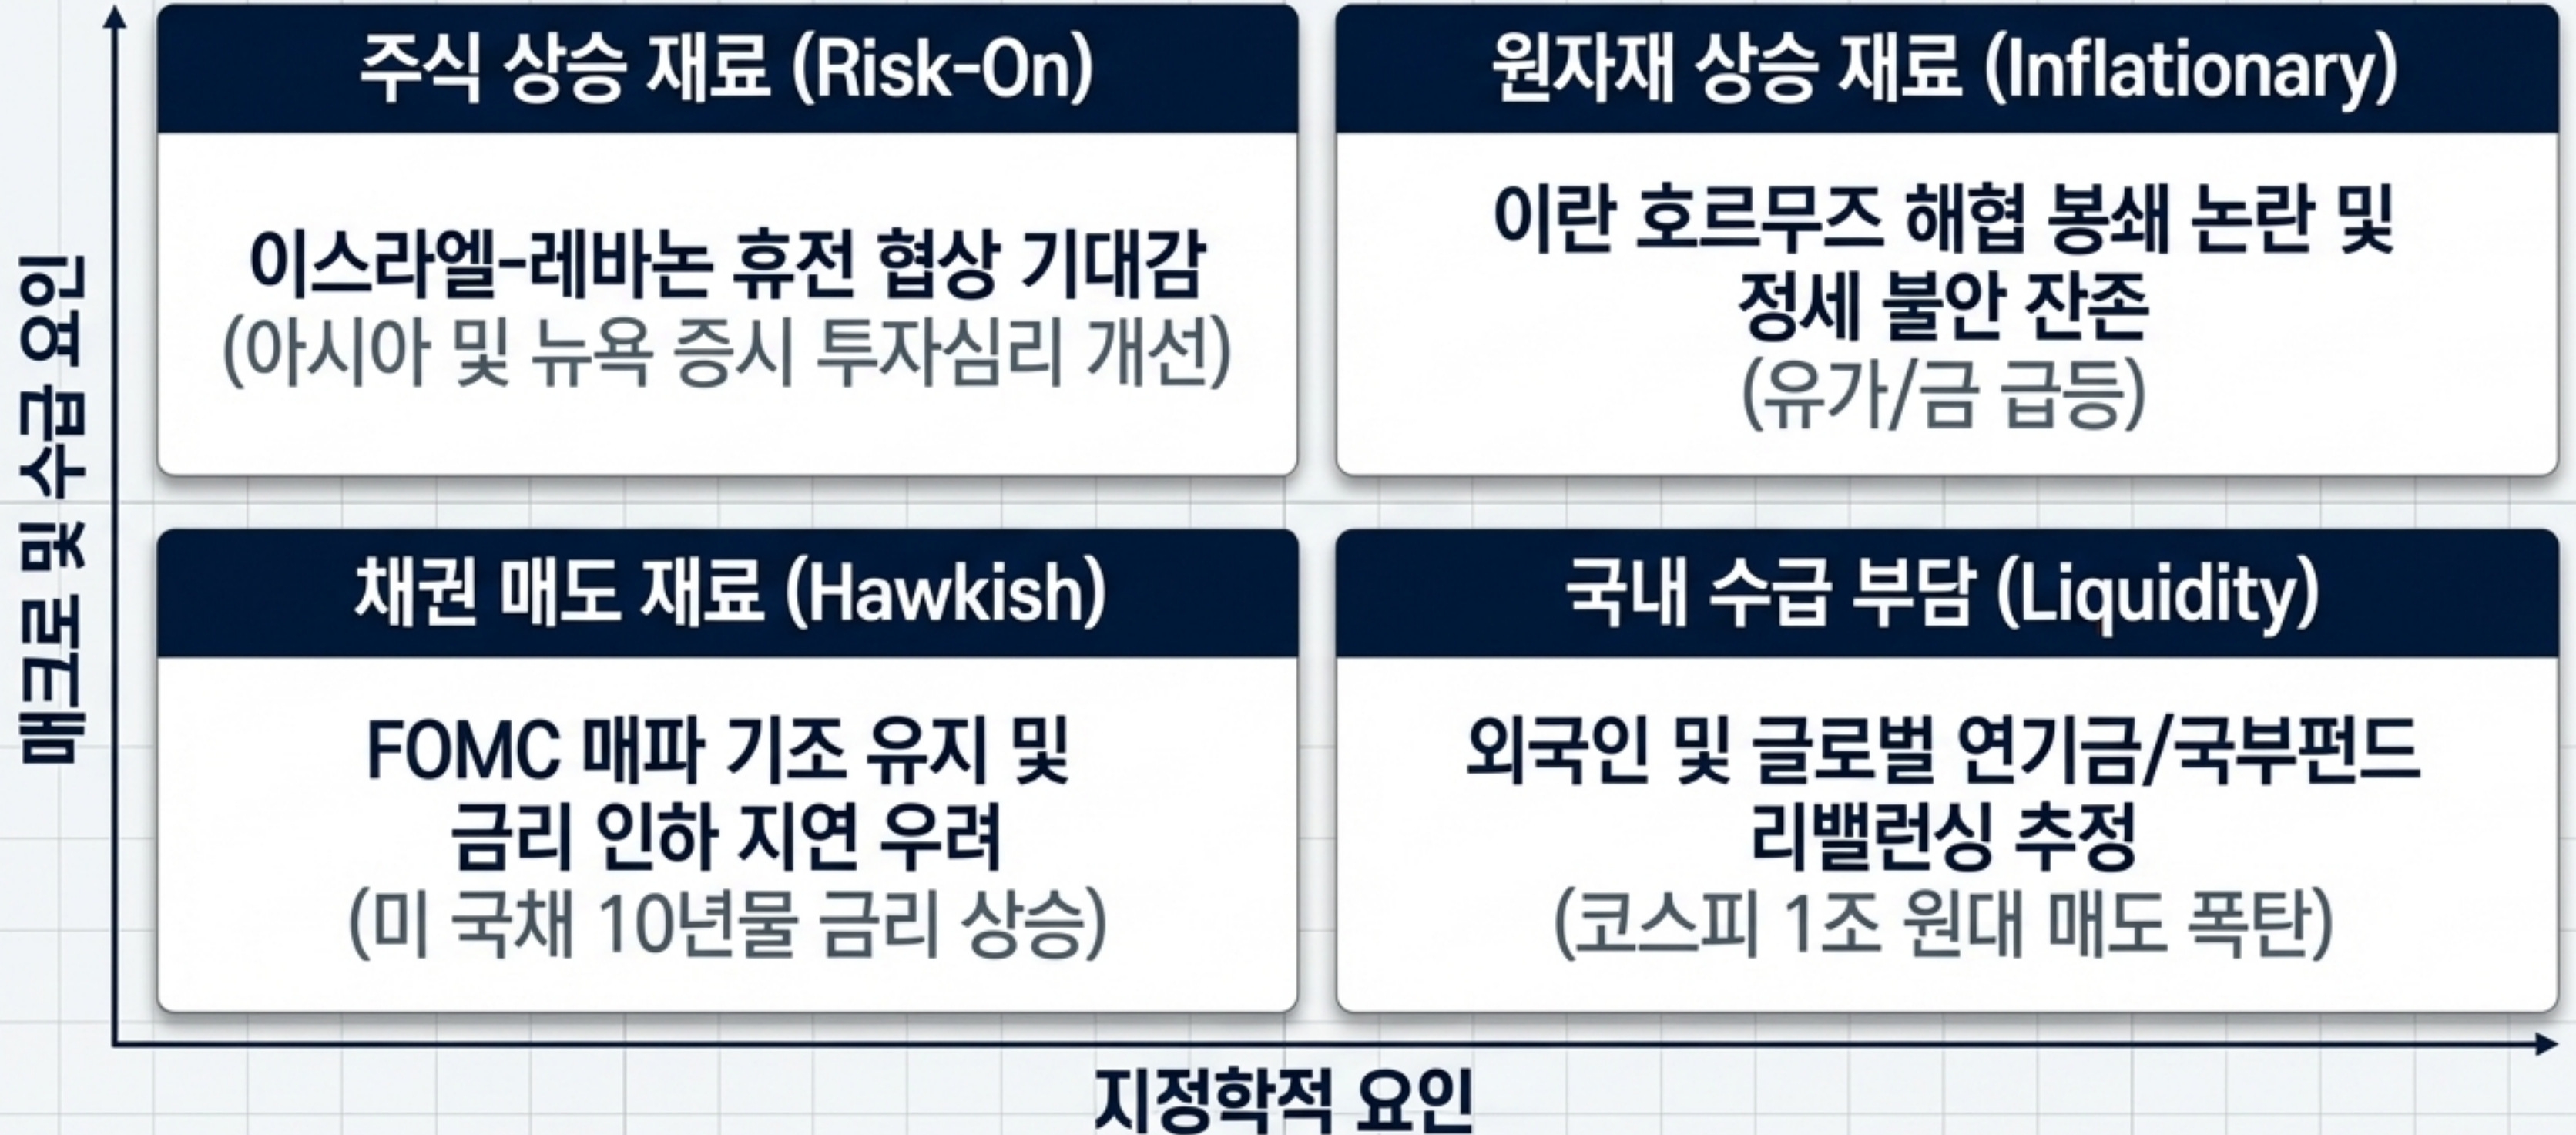 주식 상승 재료 (Risk-On)
이스라엘-레바논 휴전 협상 기대감
(아시아 및 뉴욕 증시 투자심리 개선)
원자재 상승 재료 (Inflationary)
이란 호르무즈 해협 봉쇄 논란 및
정세 불안 잔존
(유가/금 급등)
채권 매도 재료 (Hawkish)
FOMC 매파 기조 유지 및
금리 인하 지연 우려
(미 국채 10년물 금리 상승)
국내 수급 부담 (Liquidity)
외국인 및 글로벌 연기금/국부펀드
리밸런싱 추정
(코스피 1조 원대 매도 폭탄)
매크로 및 수급 요인
지정학적 요인